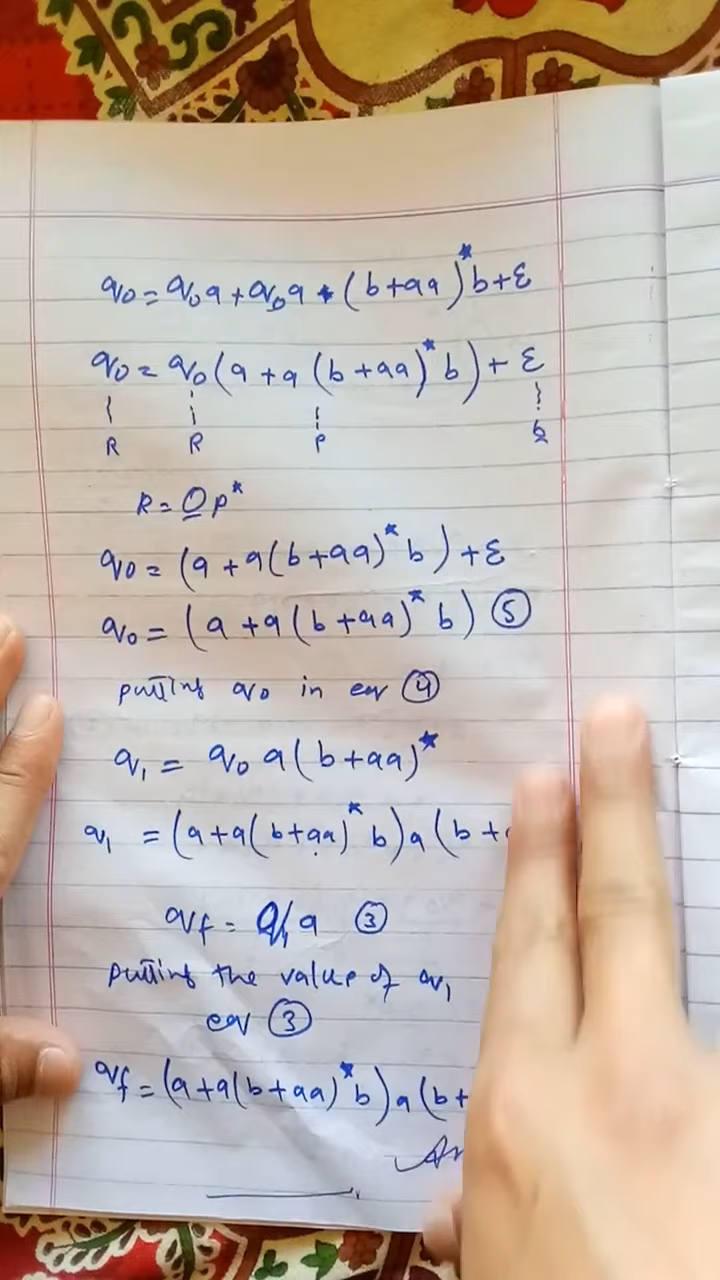 q0 = q0a + q0a • (b+aa)*b+ε
q0 = q0(a+a(b+aa)*b)+ε
R R P Q
R = QP*
q0 = (a+a(b+aa)*b)+ε
q0 = (a+a(b+aa)*b) ⑤
putting q0 in eq ④
q1 = q0 a(b+aa)*
q1 = (a+a(b+aa)*b)a(b+
qf = q1a ③
putting the value of q1
eq ③
qf = (a+a(b+aa)*b)a(b+